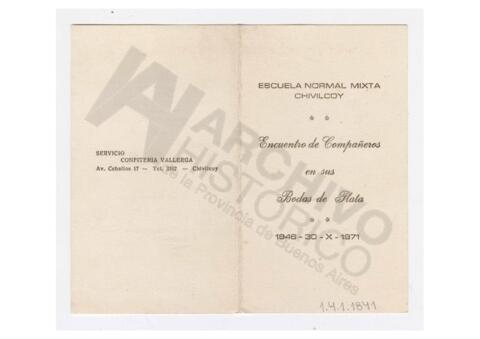 SERVICIO
CONFITERIA VALLERGA
Av. Ceballos 17 — Tel. 2162 — Chivilcoy
ESCUELA NORMAL MIXTA
CHIVILCOY
Encuentro de Compañeros
en sus
Bodas de Plata
1946 - 30 - X - 1971
1.4.1.1841
ARCHIVO
HISTÓRICO
de la Provincia de Buenos Aires